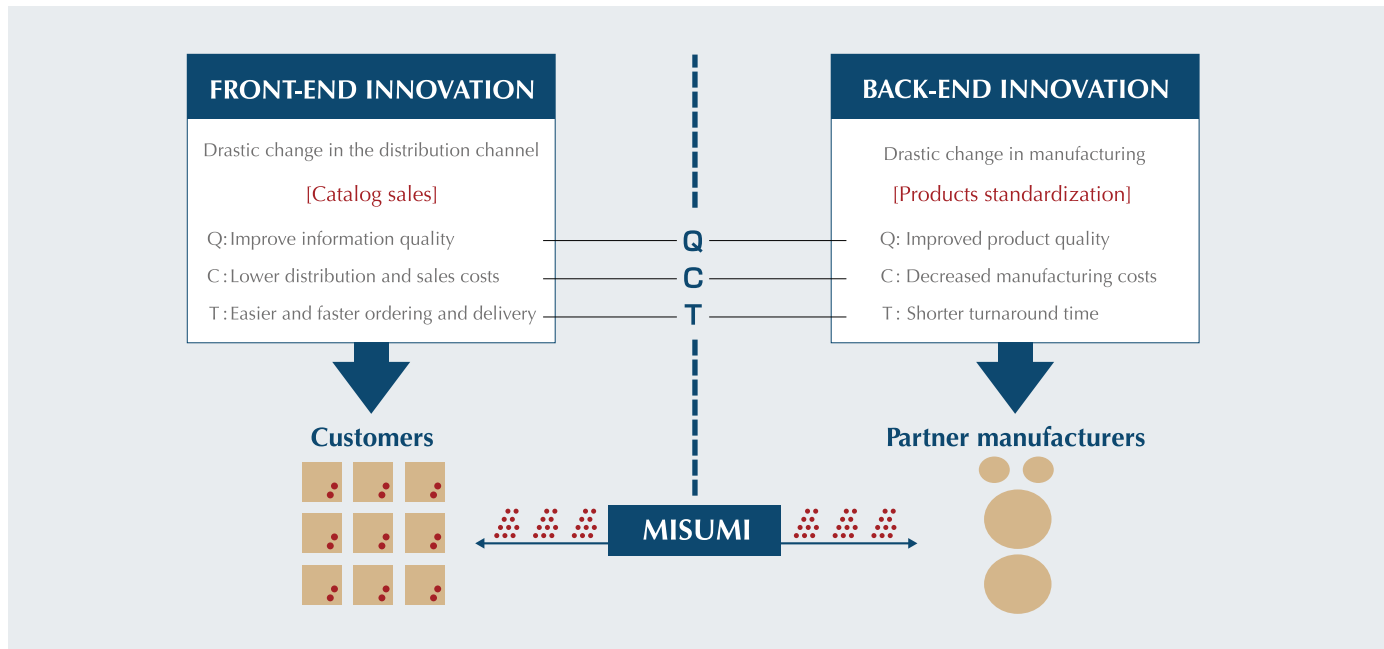 FRONT-END INNOVATION
Drastic change in the distribution channel
[Catalog sales]
Q:Improve information quality
C:Lower distribution and sales costs
T:Easier and faster ordering and delivery
Q
C
T
BACK-END INNOVATION
Drastic change in manufacturing
[Products standardization]
Q: Improved product quality
C: Decreased manufacturing costs
T: Shorter turnaround time
Customers
Partner manufacturers
MISUMI